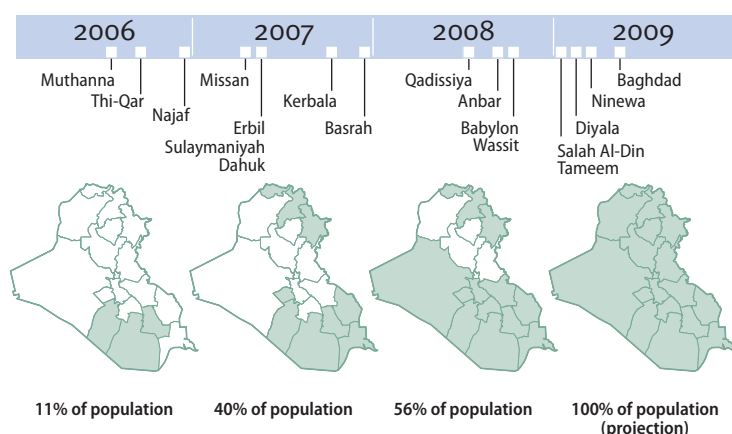 2006 2007 2008 2009
Muthanna
Thi-Qar
Najaf
Missan
Erbil
Sulaymaniyah
Dahuk
Kerbala
Basrah
Qadissiya
Anbar
Babylon
Wassit
Baghdad
Ninewa
Diyala
Salah Al-Din
Tameem
11% of population
40% of population
56% of population
100% of population
(projection)